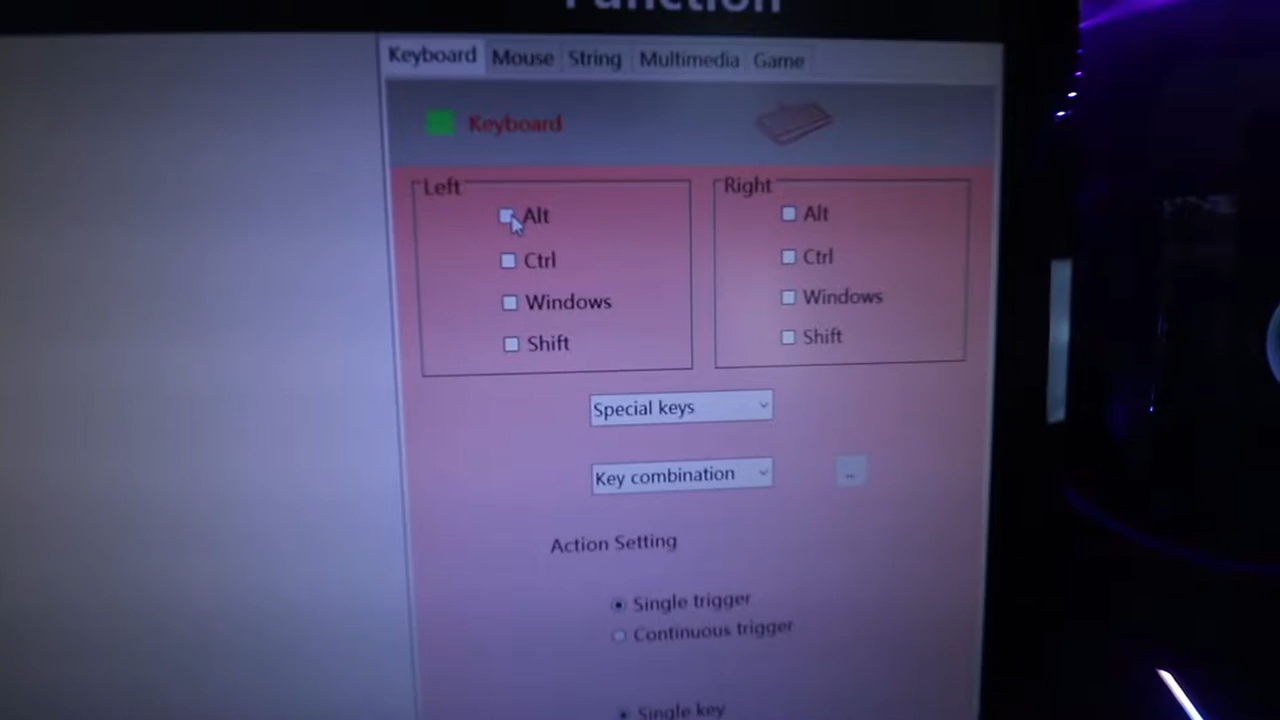 Function
Keyboard Mouse String Multimedia Game
Keyboard
Left
Alt
Ctrl
Windows
Shift
Right
Alt
Ctrl
Windows
Shift
Special keys
Key combination ...
Action Setting
Single trigger
Continuous trigger
Single key